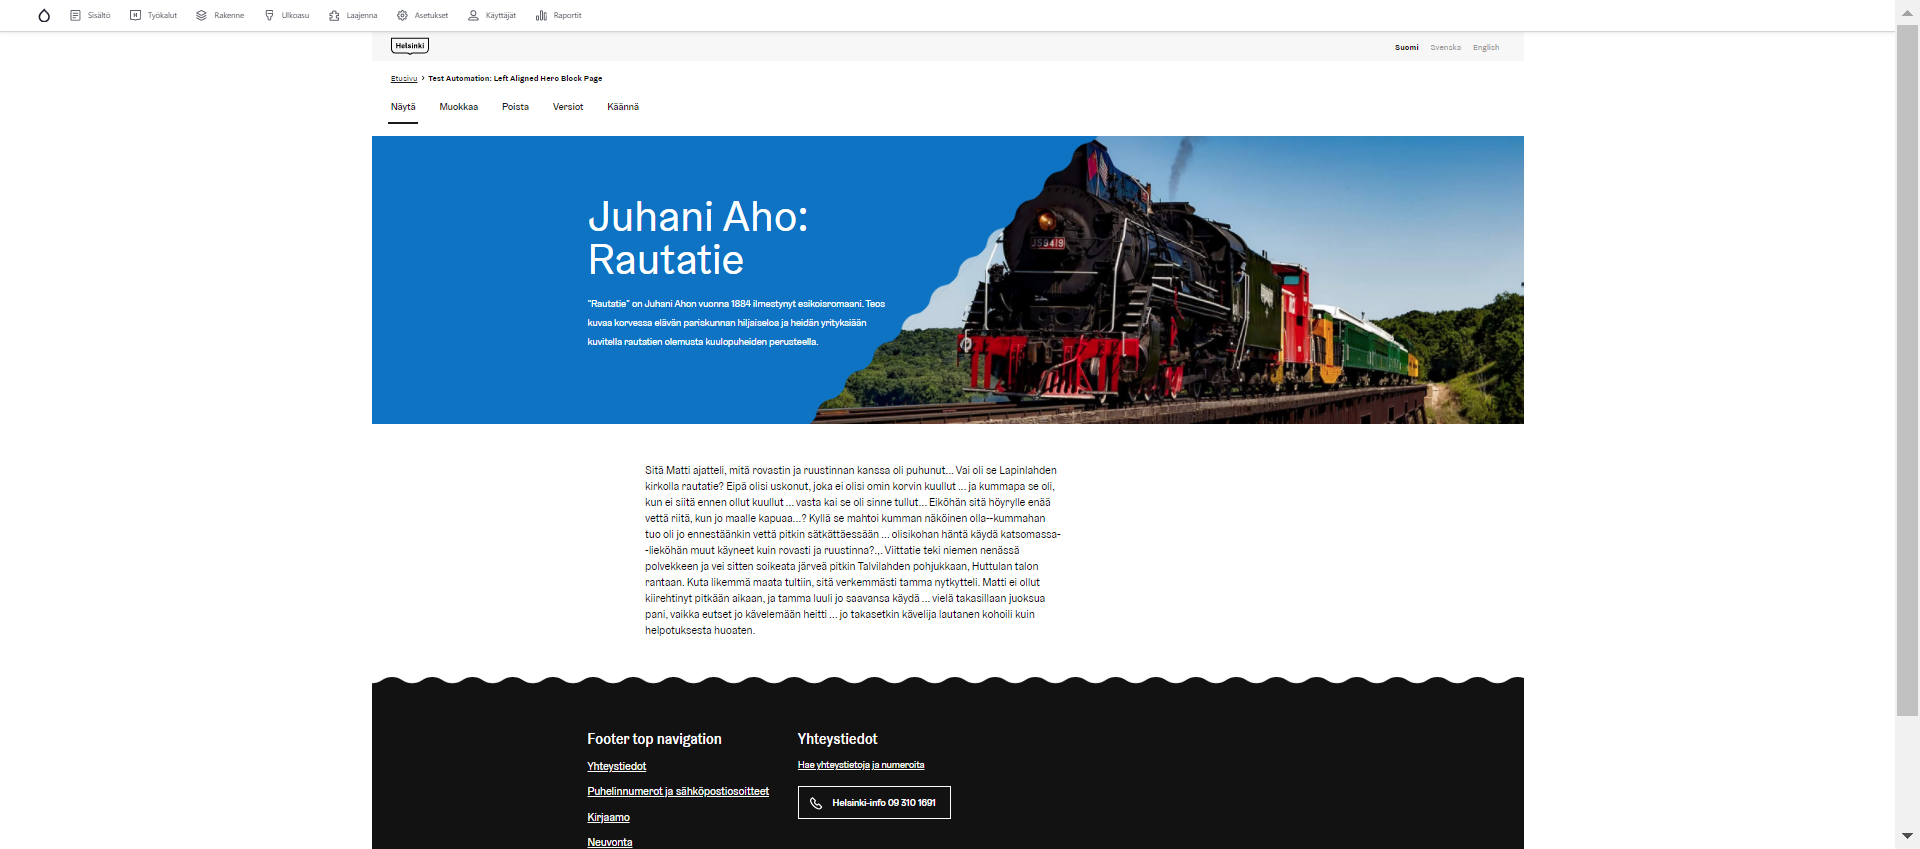 Sisältö Työkalut Rakenne Ulkoasu Laajenna Asetukset Käyttäjät Raportit
Helsinki
Suomi Svenska English
Etusivu > Test Automation: Left Aligned Hero Block Page
Näytä Muokkaa Poista Versiot Käännä
Juhani Aho:
Rautatie
"Rautatie" on Juhani Ahon vuonna 1884 ilmestynyt esikoisromaani. Teos
kuvaa korvessa elävän pariskunnan hiljaiseloa ja heidän yrityksiään
kuvitella rautatien olemusta kuulopuheiden perusteella.
JS8419
Sitä Matti ajatteli, mitä rovastin ja ruustinnan kanssa oli puhunut... Vai oli se Lapinlahden
kirkolla rautatie? Eipä olisi uskonut, joka ei olisi omin korvin kuullut ... ja kummapa se oli,
kun ei siitä ennen ollut kuullut ... vasta kai se oli sinne tullut... Eiköhän sitä höyrylle enää
vettä riitä, kun jo maalle kapuaa...? Kyllä se mahtoi kumman näköinen olla--kummahan
tuo oli jo ennestäänkin vettä pitkin sätkättäessään ... olisikohan häntä käydä katsomassa-
-lieköhän muut käyneet kuin rovasti ja ruustinna?.,. Viittatie teki niemen nenässä
polvekkeen ja vei sitten soikeata järveä pitkin Talvilahden pohjukkaan, Huttulan talon
rantaan. Kuta likemmä maata tultiin, sitä verkemmästi tamma nytkytteli. Matti ei ollut
kiirehtinyt pitkään aikaan, ja tamma luuli jo saavansa käydä ... vielä takasillaan juoksua
pani, vaikka eutset jo kävelemään heitti ... jo takasetkin kävelijä lautanen kohoili kuin
helpotuksesta huoaten.
Footer top navigation
Yhteystiedot
Puhelinnumerot ja sähköpostiosoitteet
Kirjaamo
Neuvonta
Yhteystiedot
Hae yhteystietoja ja numeroita
Helsinki-info 09 310 1691